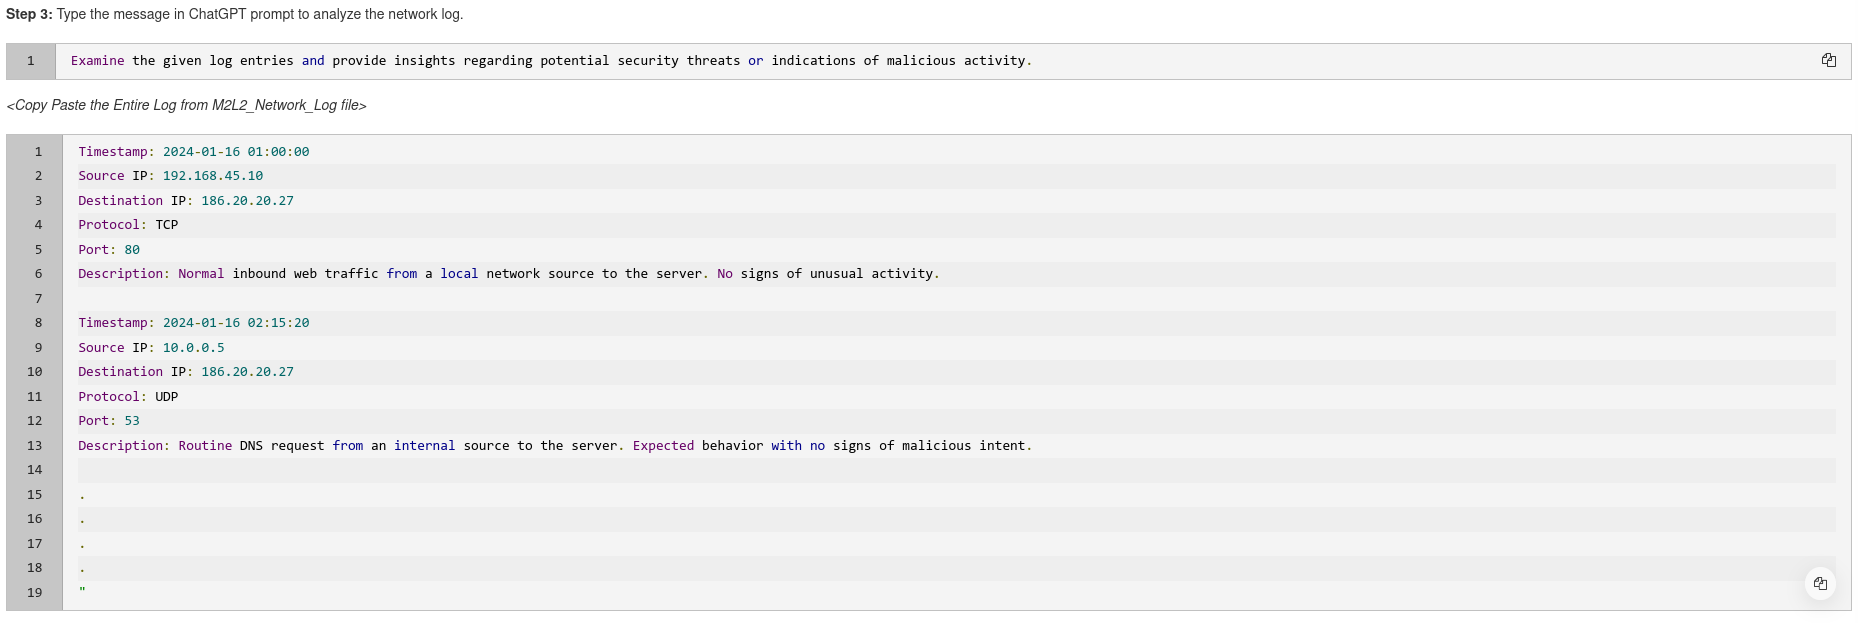 Step 3: Type the message in ChatGPT prompt to analyze the network log.
1 Examine the given log entries and provide insights regarding potential security threats or indications of malicious activity.
<Copy Paste the Entire Log from M2L2_Network_Log file>
1 Timestamp: 2024-01-16 01:00:00
2 Source IP: 192.168.45.10
3 Destination IP: 186.20.20.27
4 Protocol: TCP
5 Port: 80
6 Description: Normal inbound web traffic from a local network source to the server. No signs of unusual activity.
7
8 Timestamp: 2024-01-16 02:15:20
9 Source IP: 10.0.0.5
10 Destination IP: 186.20.20.27
11 Protocol: UDP
12 Port: 53
13 Description: Routine DNS request from an internal source to the server. Expected behavior with no signs of malicious intent.
14
15 .
16 .
17 .
18 .
19 "